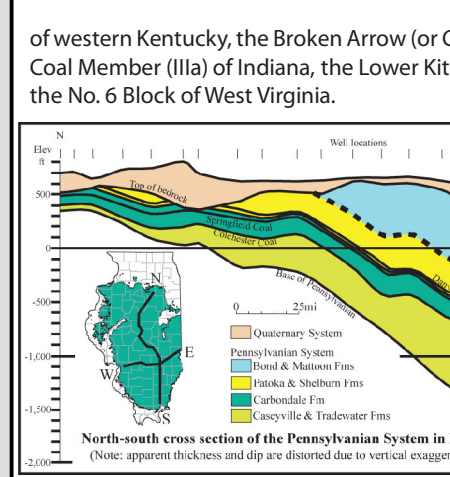 of western Kentucky, the Broken Arrow (or
Coal Member (IIIa) of Indiana, the Lower Kit
the No. 6 Block of West Virginia.
N
Elev
ft
Well locations
500
0
-500
-1,000
-1,500
-2,000
Top of bedrock
Springfield Coal
Colchester Coal
Base of Pennsylvanian
Dan
N
W
E
S
0 25mi
Quaternary System
Pennsylvanian System
Bond & Mattoon Fms
Patoka & Shelburn Fms
Carbondale Fm
Caseyville & Tradewater Fms
North-south cross section of the Pennsylvanian System in
(Note: apparent thickness and dip are distorted due to vertical exagger